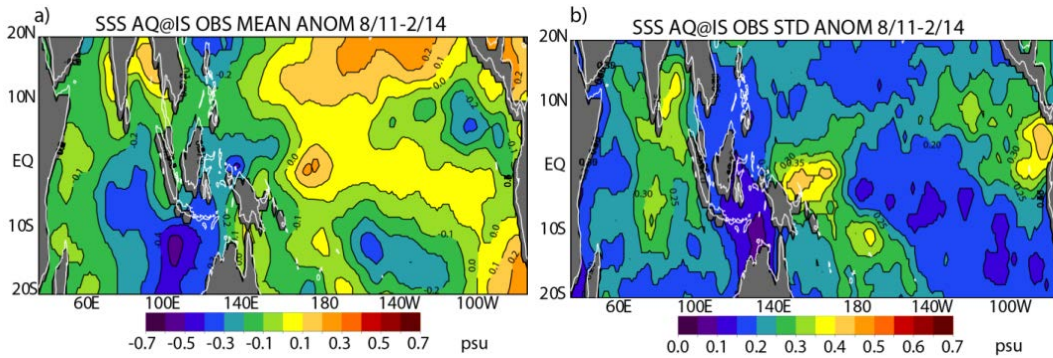 a)
SSS AQ@IS OBS MEAN ANOM 8/11-2/14
20N
10N
EQ
10S
20S
60E 100E 140E 180 140W 100W
-0.7 -0.5 -0.3 -0.1 0.1 0.3 0.5 0.7 psu
b)
SSS AQ@IS OBS STD ANOM 8/11-2/14
20N
10N
EQ
10S
20S
60E 100E 140E 180 140W 100W
0.0 0.1 0.2 0.3 0.4 0.5 0.6 0.7 psu